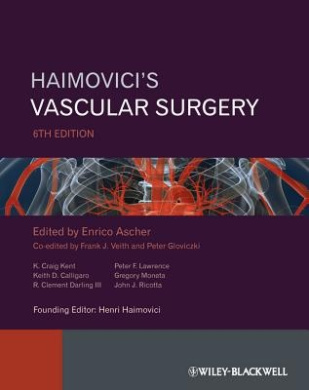 HAIMOVICI'S
VASCULAR SURGERY
6TH EDITION
Edited by Enrico Ascher
Co-edited by Frank J. Veith and Peter Gloviczki
K. Craig Kent
Keith D. Calligaro
R. Clement Darling III
Peter F. Lawrence
Gregory Moneta
John J. Ricotta
Founding Editor: Henri Haimovici
WILEY-BLACKWELL